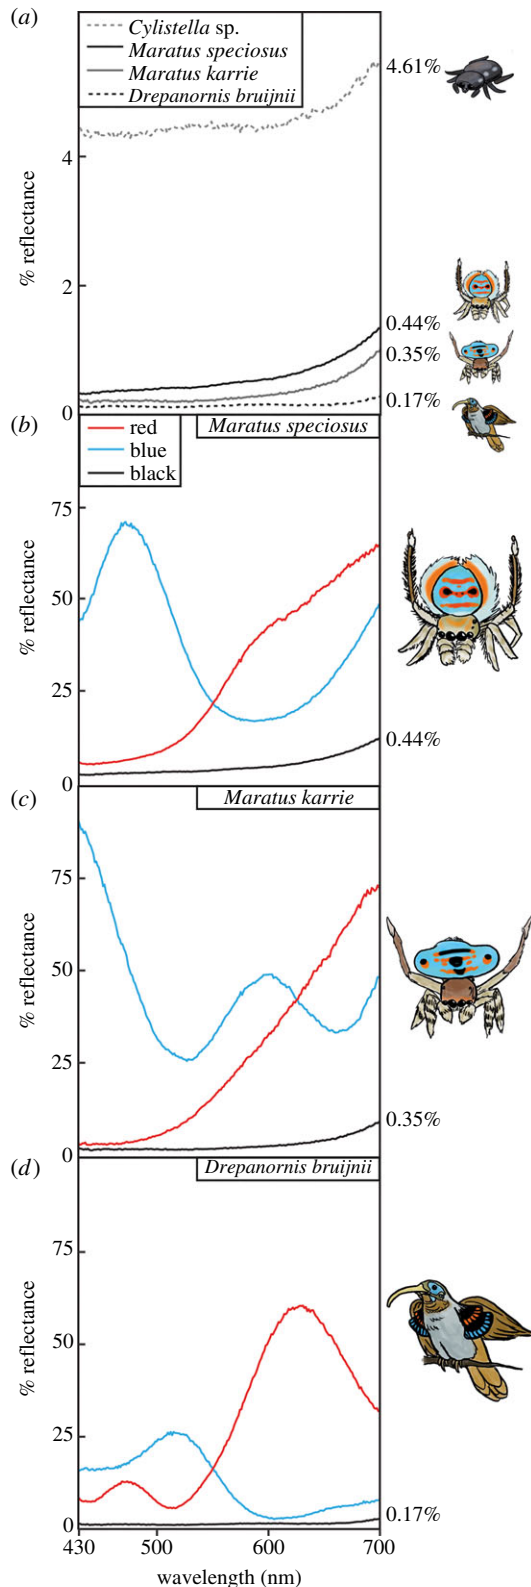 (a)
Cylistella sp.
Maratus speciosus
Maratus karrie
Drepanornis bruijnii
4.61%
4
% reflectance
2
0.44%
0.35%
0.17%
0
(b)
red
blue
black
Maratus speciosus
75
50
% reflectance
25
0.44%
0
(c)
Maratus karrie
75
50
% reflectance
25
0.35%
0
(d)
Drepanornis bruijnii
75
% reflectance
50
25
0.17%
0
430 500 600 700
wavelength (nm)